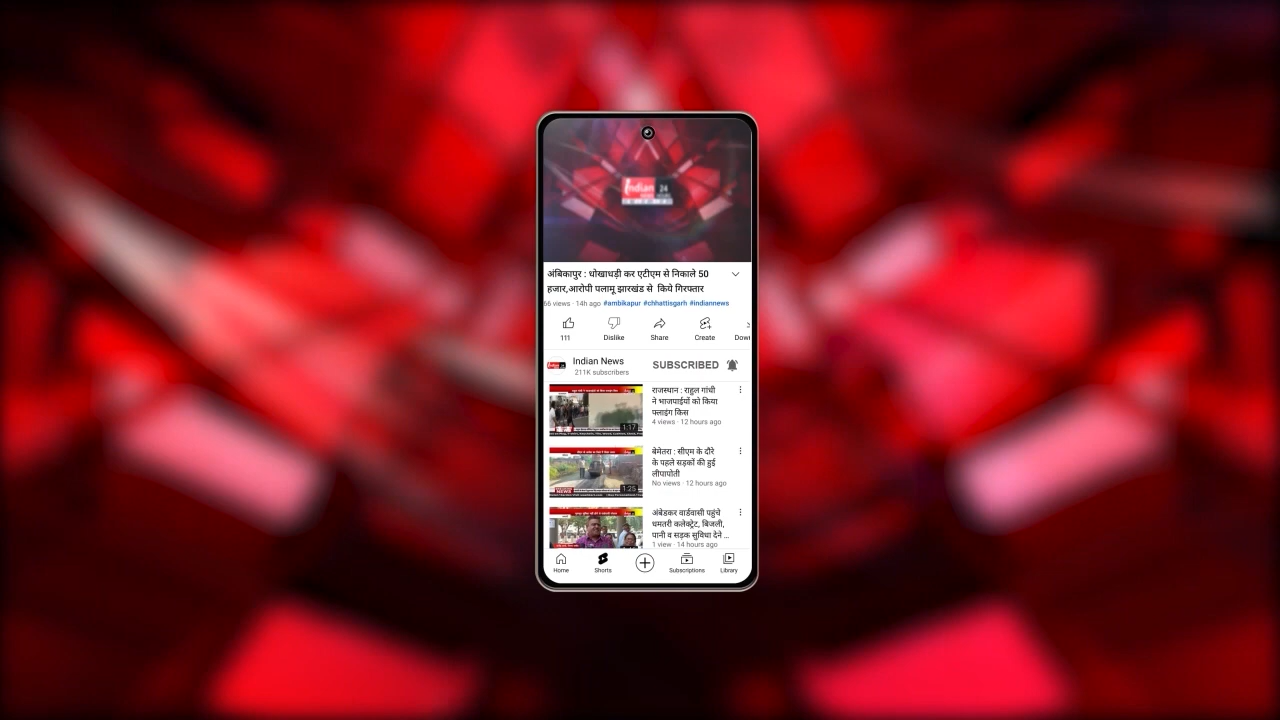 Indian 24
अंबिकापुर : धोखाधड़ी कर एटीएम से निकाले 50
हजार,आरोपी पलामू झारखंड से किये गिरफ्तार
66 views · 14h ago #ambikapur #chhattisgarh #indiannews
111 Dislike Share Create
Indian News
211K subscribers
SUBSCRIBED
राजस्थान : राहुल गांधी
ने भाजपाईयों को किया
फ्लाइंग किस
4 views · 12 hours ago
1:17
बेमेतरा : सीएम के दौरे
के पहले सड़कों की हुई
लीपापोती
No views · 12 hours ago
1:25
अंबेडकर वार्डवासी पहुंचे
धमतरी कलेक्ट्रेट, बिजली,
पानी व सड़क सुविधा देने ...
1 view · 14 hours ago
Home Shorts Subscriptions Library